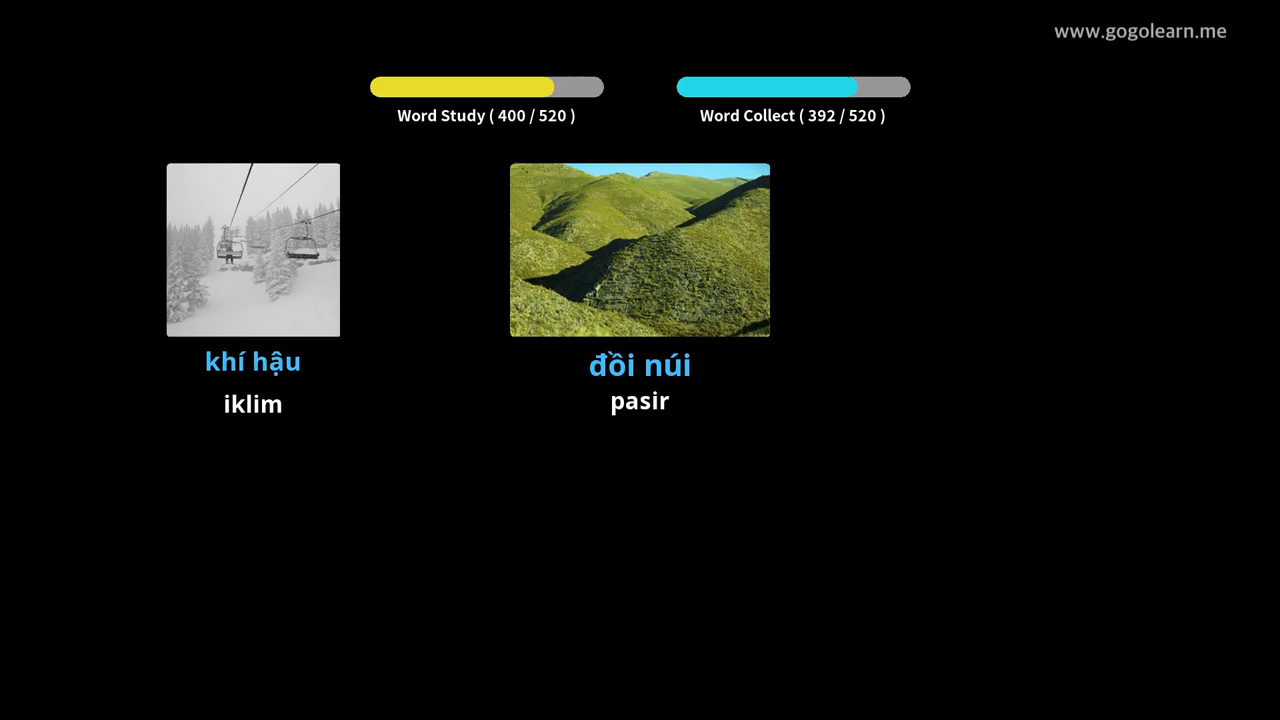 www.gogolearn.me
Word Study ( 400 / 520 )
Word Collect ( 392 / 520 )
khí hậu
iklim
đồi núi
pasir